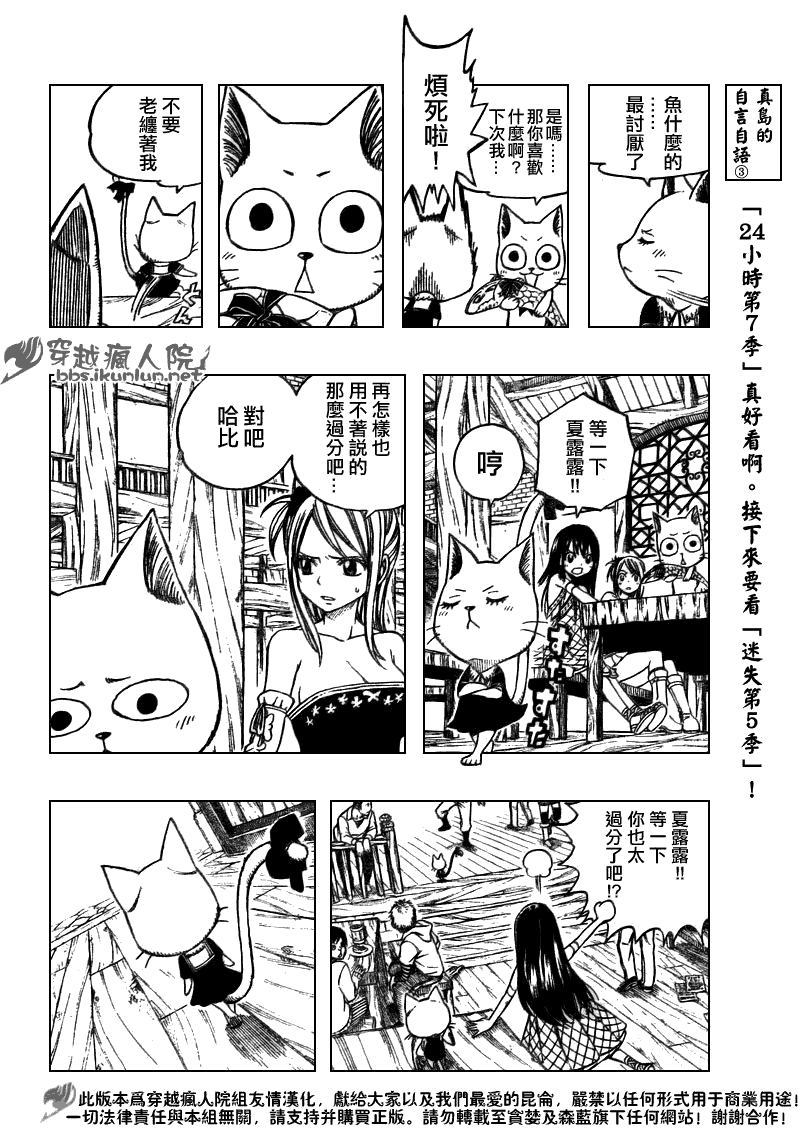 真島的
自言自語③
「24小時第7季」真好看啊。接下來要看「迷失第5季」！
魚什麼的
……
最討厭了
是嗎……
那你喜歡
什麼啊？
下次我…
煩死啦！
不要
老纏著我
等一下
夏露露!!
哼
すた
すた
すた
再怎樣也
用不著説的
那麼過分吧…
對吧
哈比
夏露露!!
等一下
你也太
過分了吧!?
穿越瘋人院
bbs.ikunlun.net
此版本爲穿越瘋人院組友情漢化，獻給大家以及我們最愛的昆侖，嚴禁以任何形式用于商業用途！
一切法律責任與本組無關，請支持并購買正版。請勿轉載至貪婪及森藍旗下任何網站！謝謝合作！